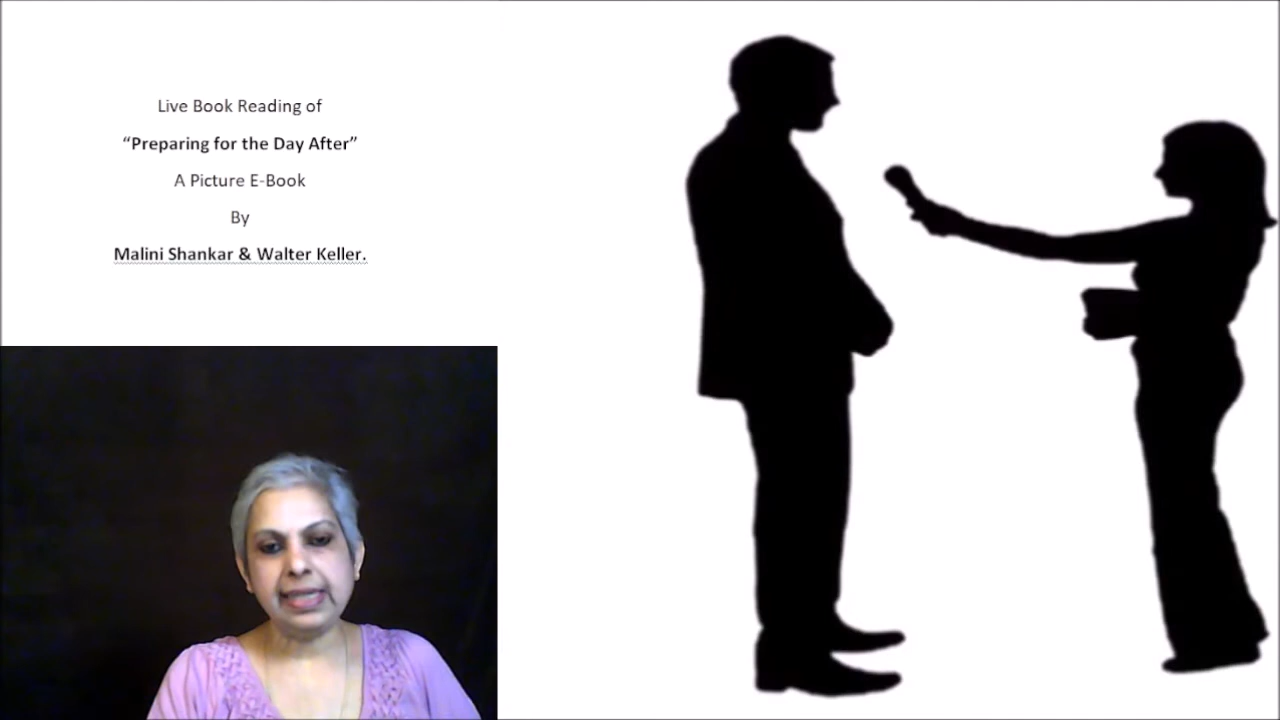 Live Book Reading of
“Preparing for the Day After”
A Picture E-Book
By
Malini Shankar & Walter Keller.